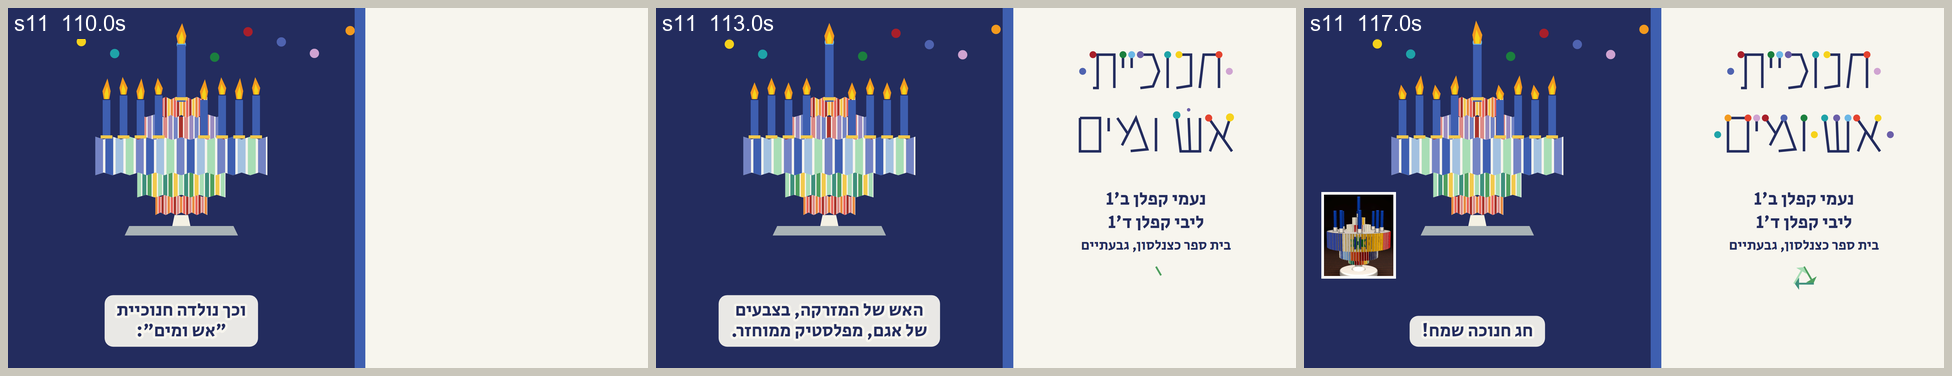 s11 110.0s
וכך נולדה חנוכיית
"אש ומים":
s11 113.0s
חנוכיית
אש ומים
נעמי קפלן ב'1
ליבי קפלן ד'1
בית ספר כצנלסון, גבעתיים
האש של המזרקה, בצבעים
של אגם, מפלסטיק ממוחזר.
s11 117.0s
חנוכיית
אש ומים
נעמי קפלן ב'1
ליבי קפלן ד'1
בית ספר כצנלסון, גבעתיים
חג חנוכה שמח!